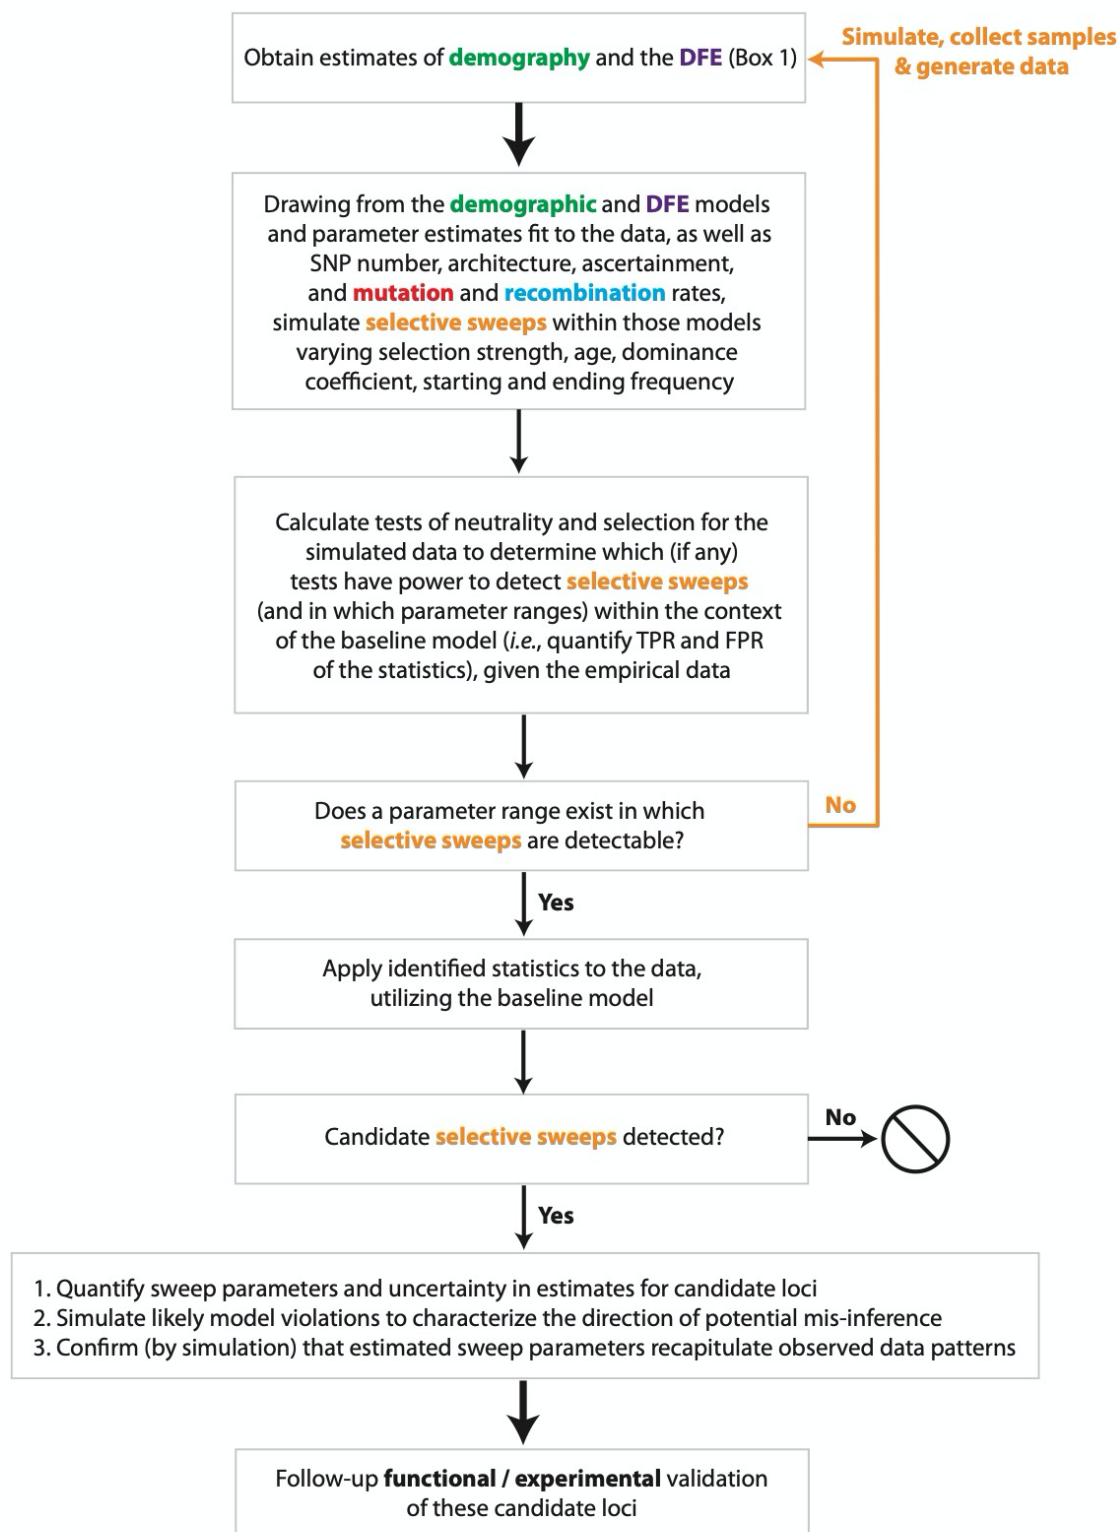 Simulate, collect samples
& generate data
Obtain estimates of demography and the DFE (Box 1)
Drawing from the demographic and DFE models
and parameter estimates fit to the data, as well as
SNP number, architecture, ascertainment,
and mutation and recombination rates,
simulate selective sweeps within those models
varying selection strength, age, dominance
coefficient, starting and ending frequency
Calculate tests of neutrality and selection for the
simulated data to determine which (if any)
tests have power to detect selective sweeps
(and in which parameter ranges) within the context
of the baseline model (i.e., quantify TPR and FPR
of the statistics), given the empirical data
Does a parameter range exist in which
selective sweeps are detectable?
No
Yes
Apply identified statistics to the data,
utilizing the baseline model
Candidate selective sweeps detected?
No
Yes
1. Quantify sweep parameters and uncertainty in estimates for candidate loci
2. Simulate likely model violations to characterize the direction of potential mis-inference
3. Confirm (by simulation) that estimated sweep parameters recapitulate observed data patterns
Follow-up functional / experimental validation
of these candidate loci